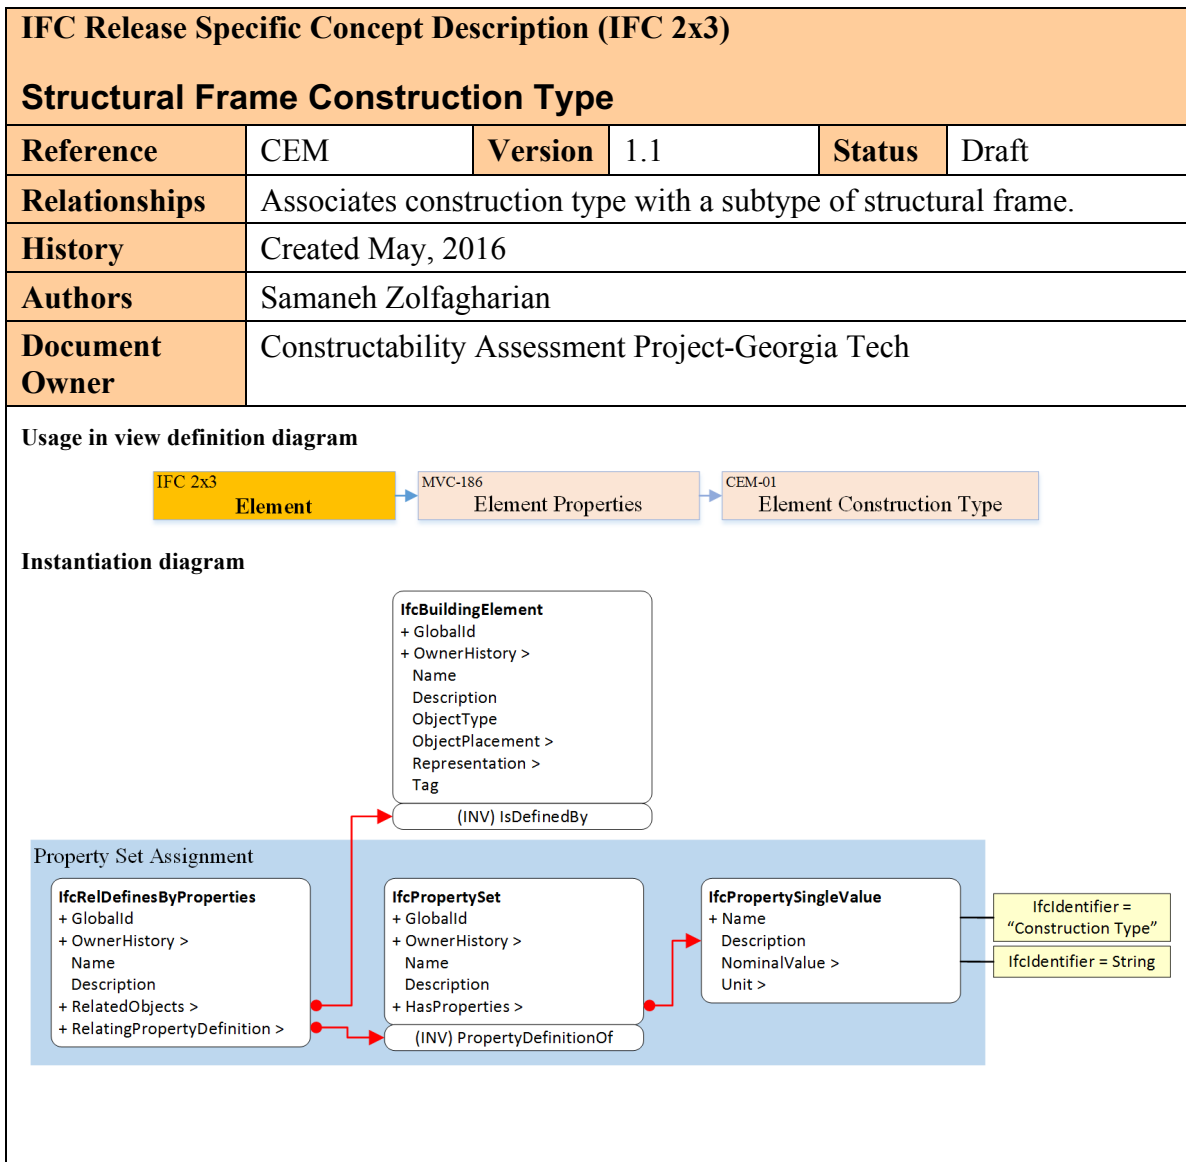 IFC Release Specific Concept Description (IFC 2x3)
Structural Frame Construction Type
Reference CEM Version 1.1 Status Draft
Relationships Associates construction type with a subtype of structural frame.
History Created May, 2016
Authors Samaneh Zolfagharian
Document Owner Constructability Assessment Project-Georgia Tech
Usage in view definition diagram
IFC 2x3
Element
MVC-186
Element Properties
CEM-01
Element Construction Type
Instantiation diagram
IfcBuildingElement
+ GlobalId
+ OwnerHistory >
Name
Description
ObjectType
ObjectPlacement >
Representation >
Tag
(INV) IsDefinedBy
Property Set Assignment
IfcRelDefinesByProperties
+ GlobalId
+ OwnerHistory >
Name
Description
+ RelatedObjects >
+ RelatingPropertyDefinition >
IfcPropertySet
+ GlobalId
+ OwnerHistory >
Name
Description
+ HasProperties >
(INV) PropertyDefinitionOf
IfcPropertySingleValue
+ Name
Description
NominalValue >
Unit >
IfcIdentifier =
“Construction Type”
IfcIdentifier = String